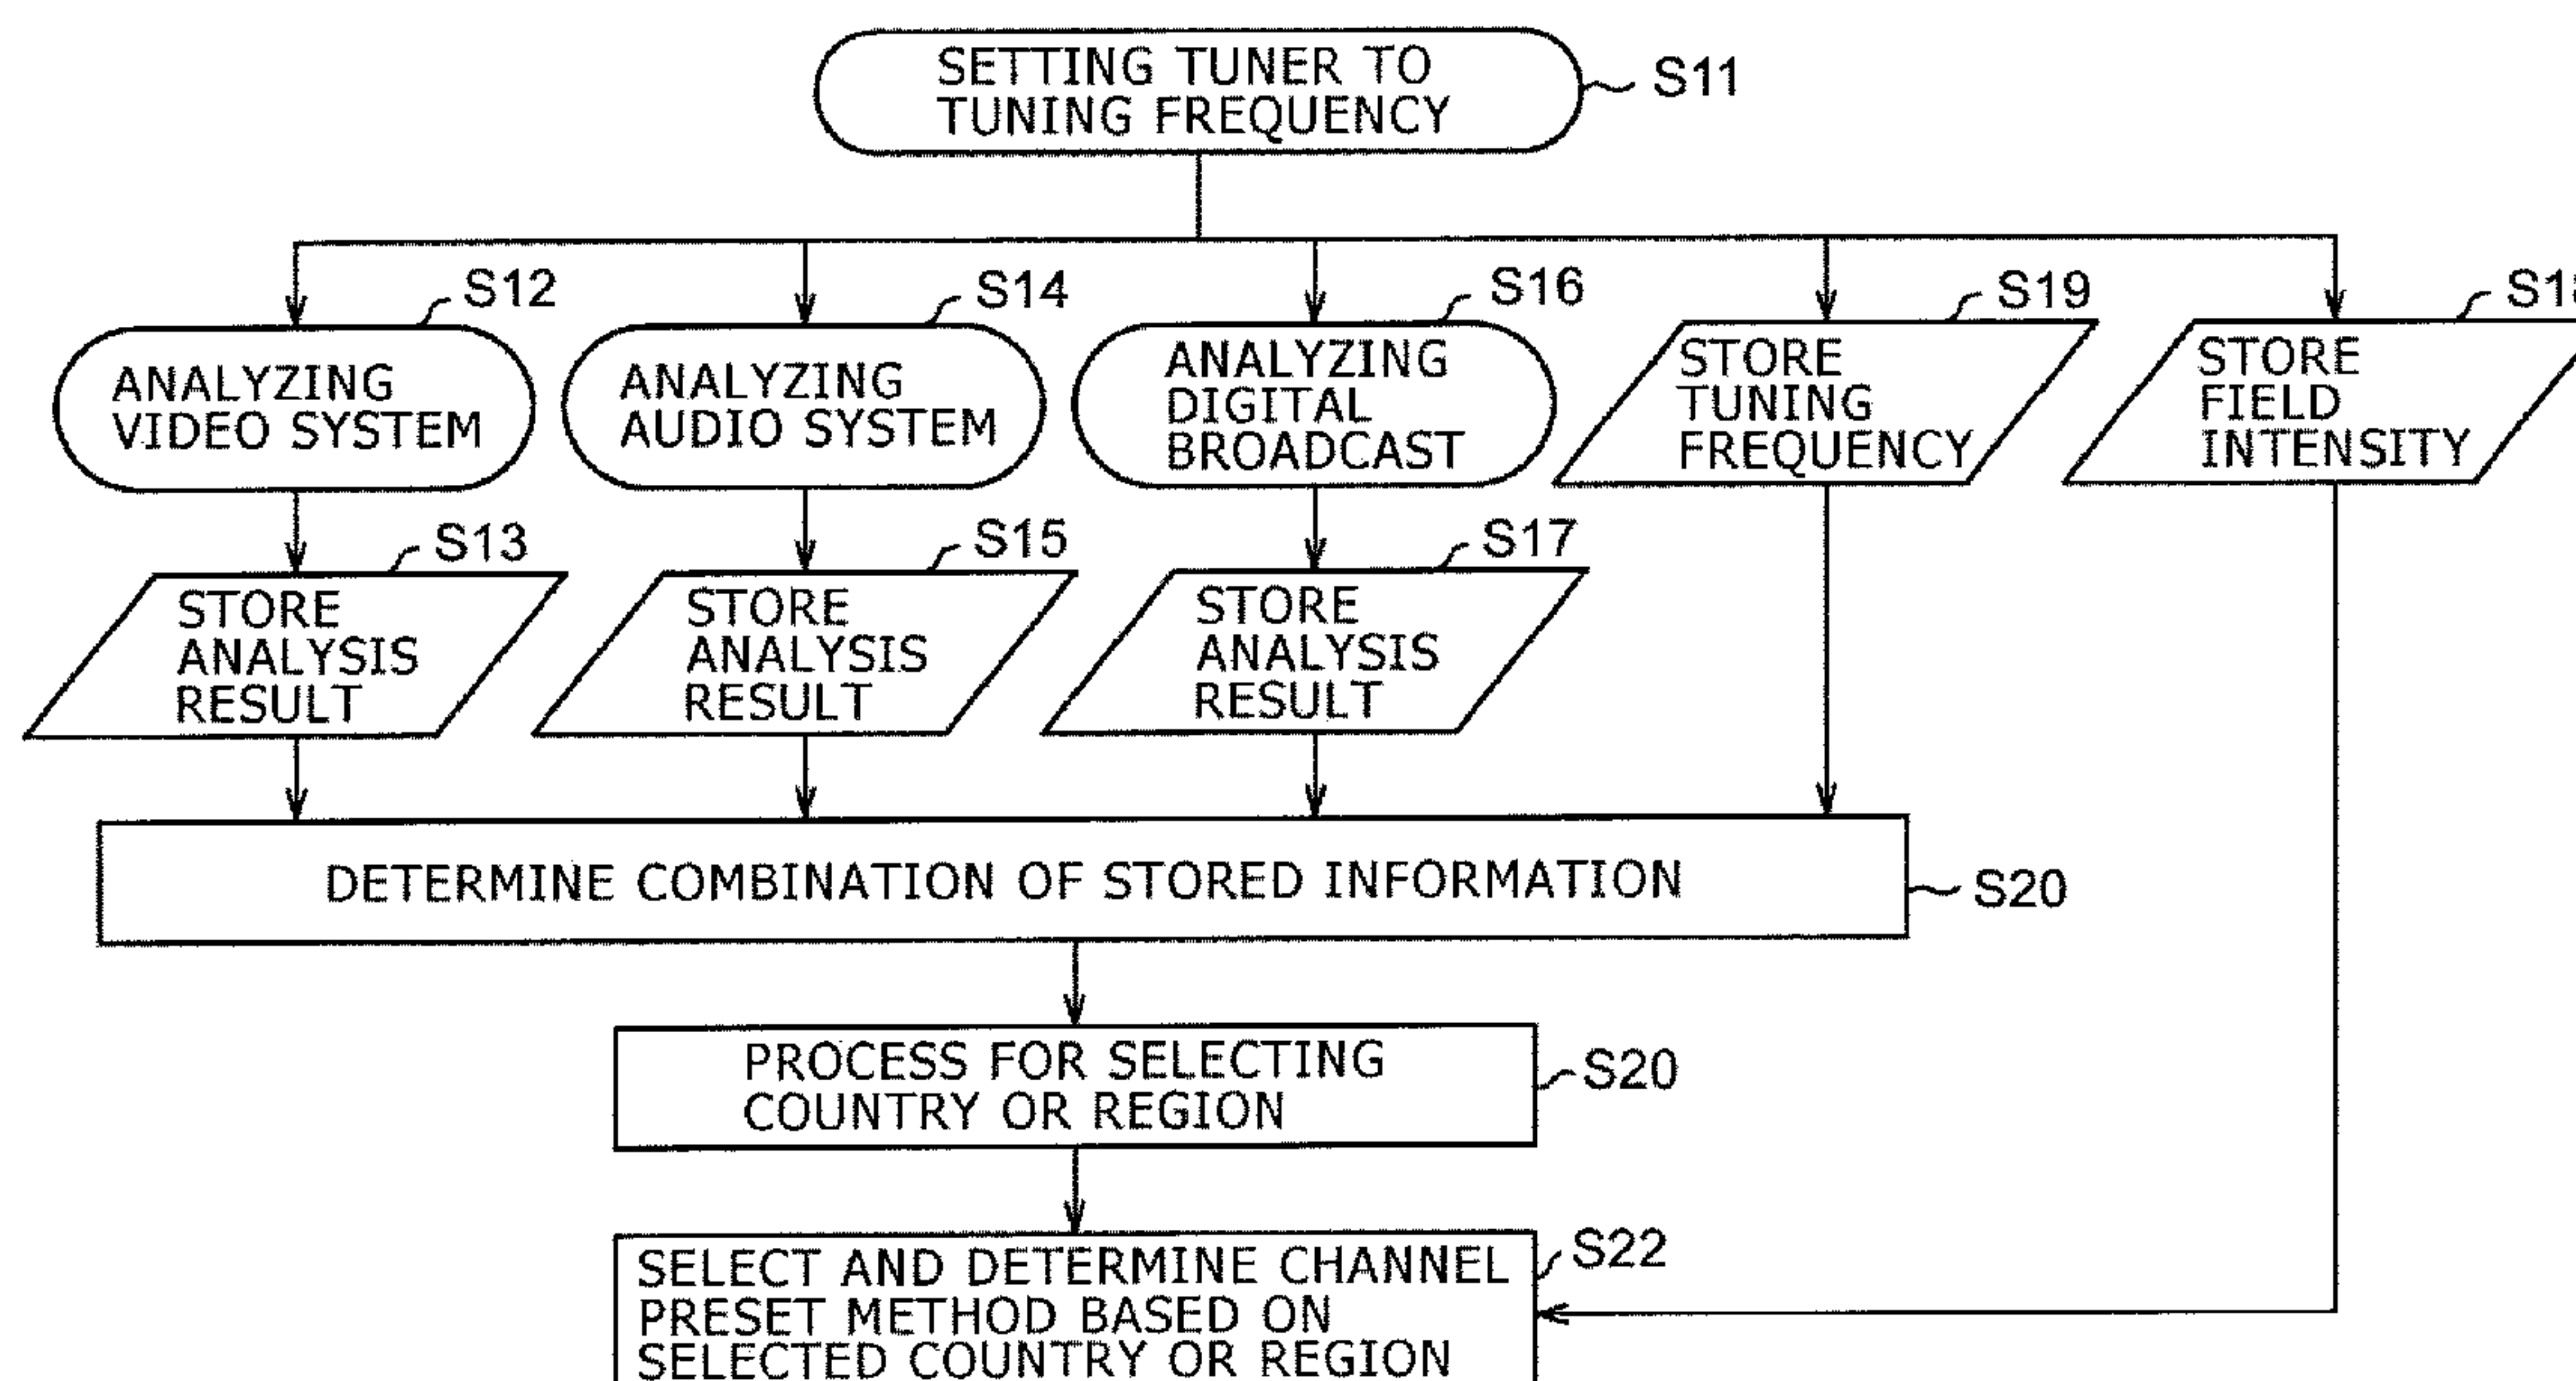 SETTING TUNER TO
TUNING FREQUENCY
S11
S12
ANALYZING
VIDEO SYSTEM
S14
ANALYZING
AUDIO SYSTEM
S16
ANALYZING
DIGITAL
BROADCAST
S19
STORE
TUNING
FREQUENCY
STORE
FIELD
INTENSITY
S13
STORE
ANALYSIS
RESULT
S15
STORE
ANALYSIS
RESULT
S17
STORE
ANALYSIS
RESULT
DETERMINE COMBINATION OF STORED INFORMATION
S20
PROCESS FOR SELECTING
COUNTRY OR REGION
S20
SELECT AND DETERMINE CHANNEL
PRESET METHOD BASED ON
SELECTED COUNTRY OR REGION
S22